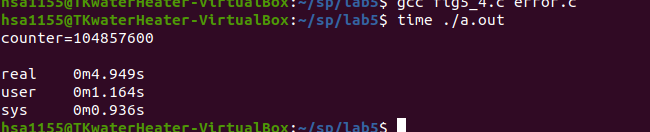 hsa1155@TKwaterHeater-VirtualBox:~/sp/lab5$ gcc fig5_4.c error.c
hsa1155@TKwaterHeater-VirtualBox:~/sp/lab5$ time ./a.out
counter=104857600
real 0m4.949s
user 0m1.164s
sys 0m0.936s
hsa1155@TKwaterHeater-VirtualBox:~/sp/lab5$